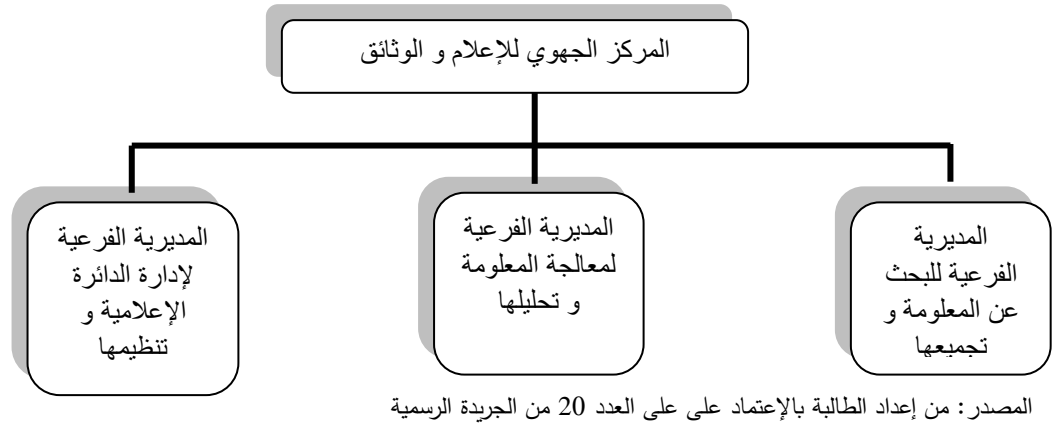 المركز الجهوي للإعلام و الوثائق
المديرية
الفرعية للبحث
عن المعلومة و
تجميعها
المديرية الفرعية
لمعالجة المعلومة
و تحليلها
المديرية الفرعية
لإدارة الدائرة
الإعلامية و
تنظيمها
المصدر: من إعداد الطالبة بالإعتماد على على العدد 20 من الجريدة الرسمية